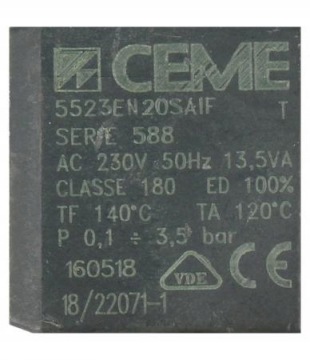 CEME
5523EN20SAIF T
SERIE 588
AC 230V 50Hz 13,5VA
CLASSE 180 ED 100%
TF 140°C TA 120°C
P 0,1 ÷ 3,5 bar
160518 VDE CE
18/22071-1